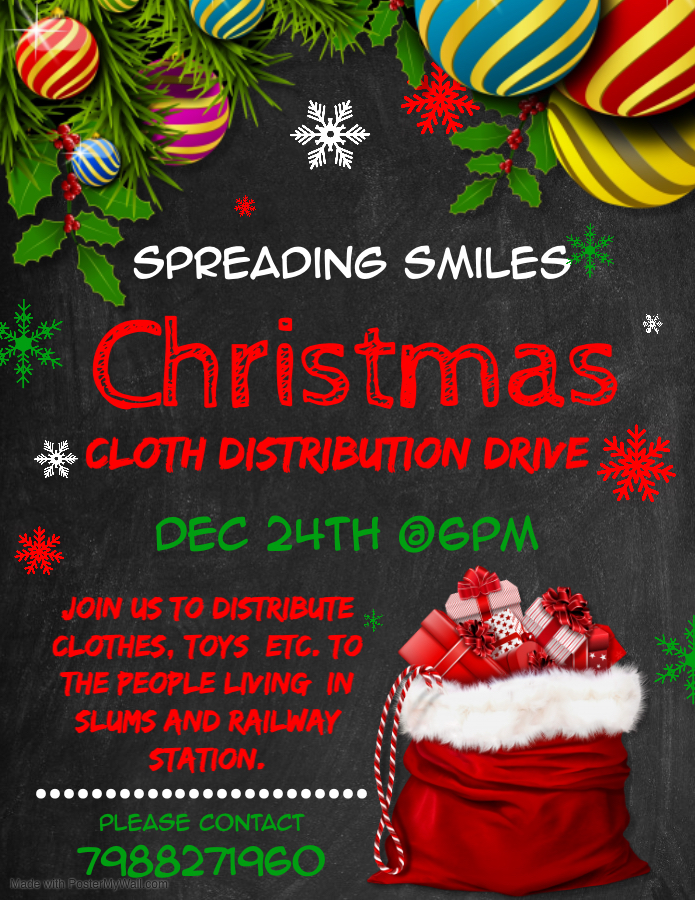 SPREADING SMILES
Christmas
CLOTH DISTRIBUTION DRIVE
DEC 24TH @6PM
JOIN US TO DISTRIBUTE
CLOTHES, TOYS ETC. TO
THE PEOPLE LIVING IN
SLUMS AND RAILWAY
STATION.
PLEASE CONTACT
7988271960
Made with PosterMyWall.com